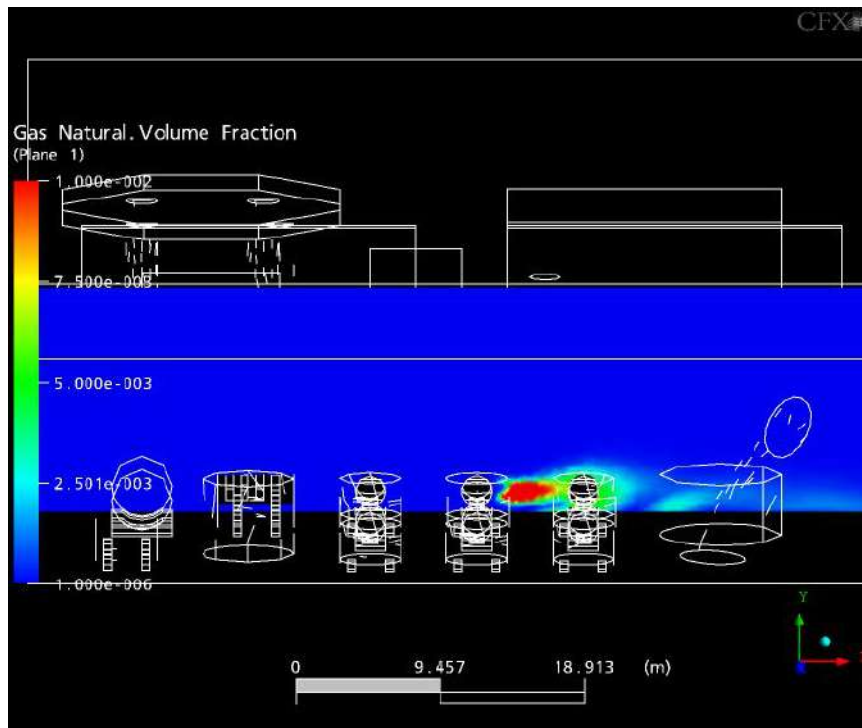 CFX
Gas Natural.Volume Fraction
(Plane 1)
1.000e-002
7.500e-003
5.000e-003
2.501e-003
1.000e-006
Y
0 9.457 18.913 (m)